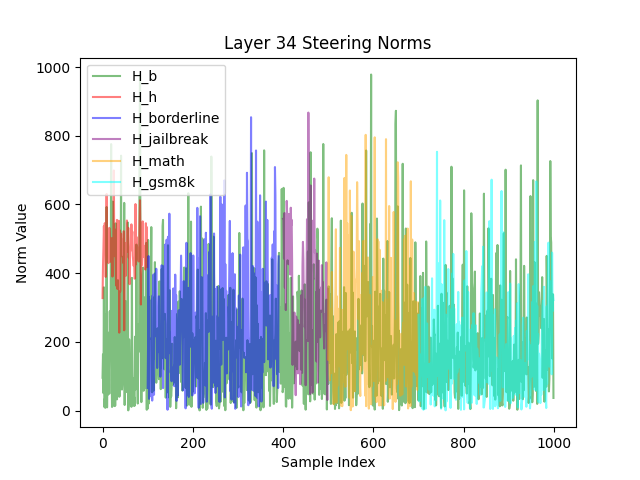 Layer 34 Steering Norms
1000
800
600
400
200
0
Norm Value
H_b
H_h
H_borderline
H_jailbreak
H_math
H_gsm8k
0 200 400 600 800 1000
Sample Index